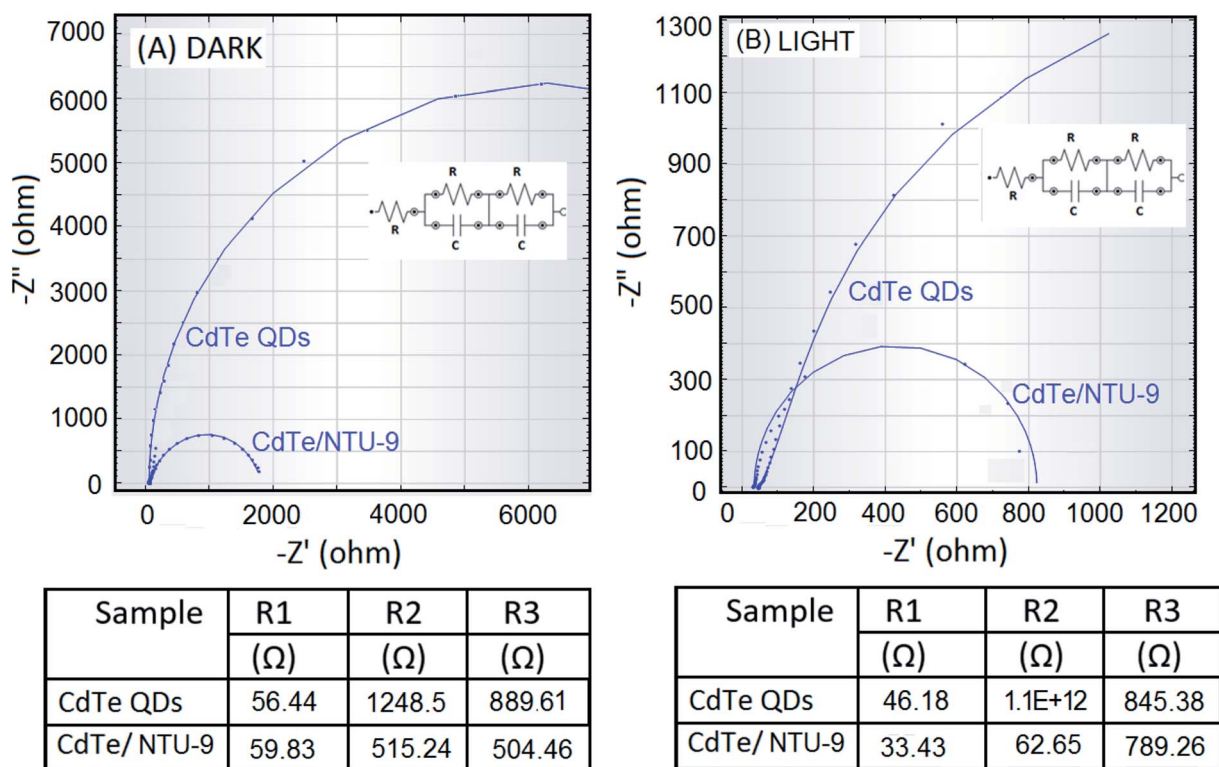 (A) DARK
7000
6000
5000
4000
3000
2000
1000
0
-Z" (ohm)
R R
R
C C
C
CdTe QDs
CdTe/NTU-9
0 2000 4000 6000
-Z' (ohm)
(B) LIGHT
1300
1100
900
700
500
300
100
0
-Z" (ohm)
R R
R
C C
C
CdTe QDs
CdTe/NTU-9
0 200 400 600 800 1000 1200
-Z' (ohm)
Sample R1 R2 R3
(Ω) (Ω) (Ω)
CdTe QDs 56.44 1248.5 889.61
CdTe/ NTU-9 59.83 515.24 504.46
Sample R1 R2 R3
(Ω) (Ω) (Ω)
CdTe QDs 46.18 1.1E+12 845.38
CdTe/ NTU-9 33.43 62.65 789.26